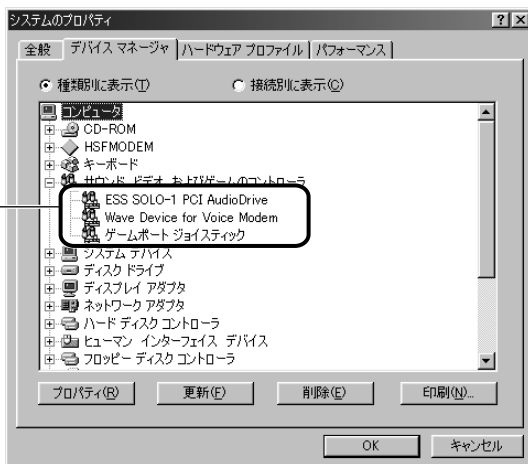 システムのプロパティ
全般 デバイス マネージャ ハードウェア プロファイル パフォーマンス
種類別に表示(T) 接続別に表示(C)
コンピュータ
CD-ROM
HSFMODEM
キーボード
サウンド、ビデオ、およびゲームのコントローラ
ESS SOLO-1 PCI AudioDrive
Wave Device for Voice Modem
ゲームポート ジョイスティック
システム デバイス
ディスク ドライブ
ディスプレイ アダプタ
ネットワーク アダプタ
ハード ディスク コントローラ
ヒューマン インターフェイス デバイス
フロッピー ディスク コントローラ
プロパティ(R) 更新(F) 削除(E) 印刷(N)...
OK キャンセル